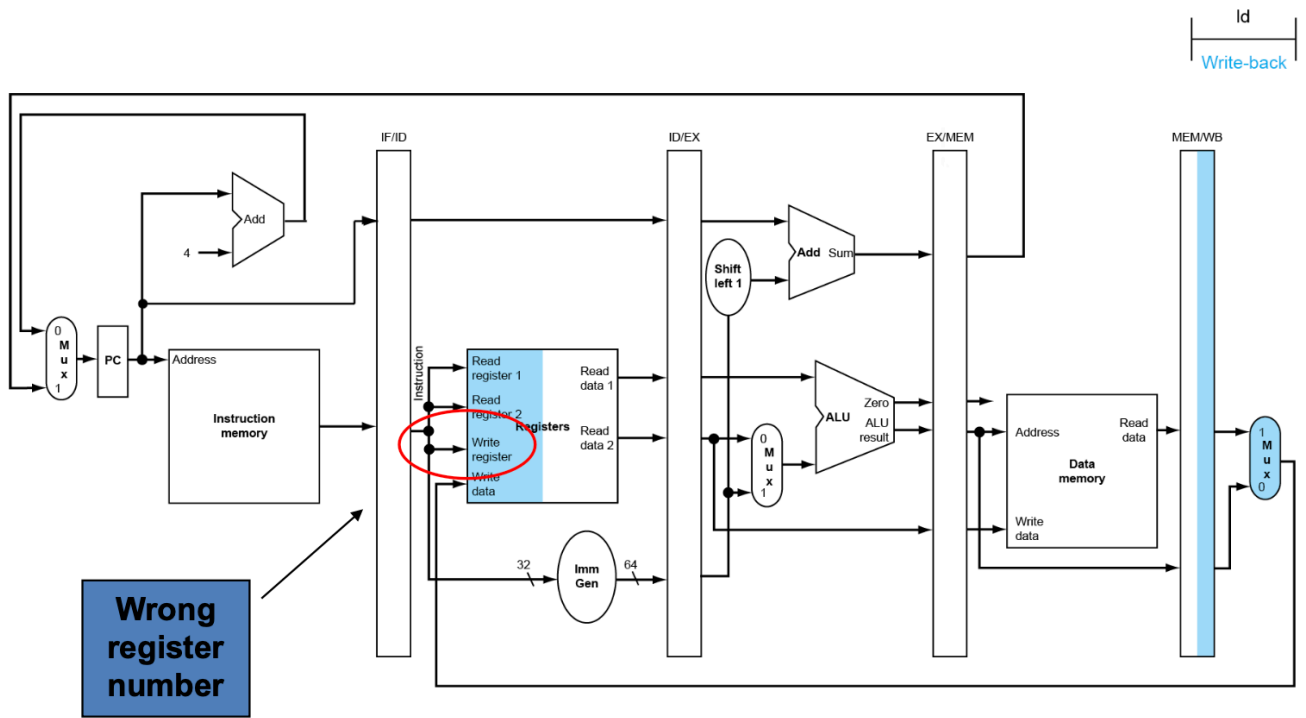 ld
Write-back
IF/ID
ID/EX
EX/MEM
MEM/WB
Add
4
Add Sum
Shift
left 1
0
M
u
x
1
PC
Address
Instruction
memory
Instruction
Read
register 1
Read
register 2
Registers
Write
register
Write
data
Read
data 1
Read
data 2
0
M
u
x
1
Zero
ALU
ALU
result
Address
Read
data
Data
memory
Write
data
1
M
u
x
0
32
Imm
Gen
64
Wrong
register
number